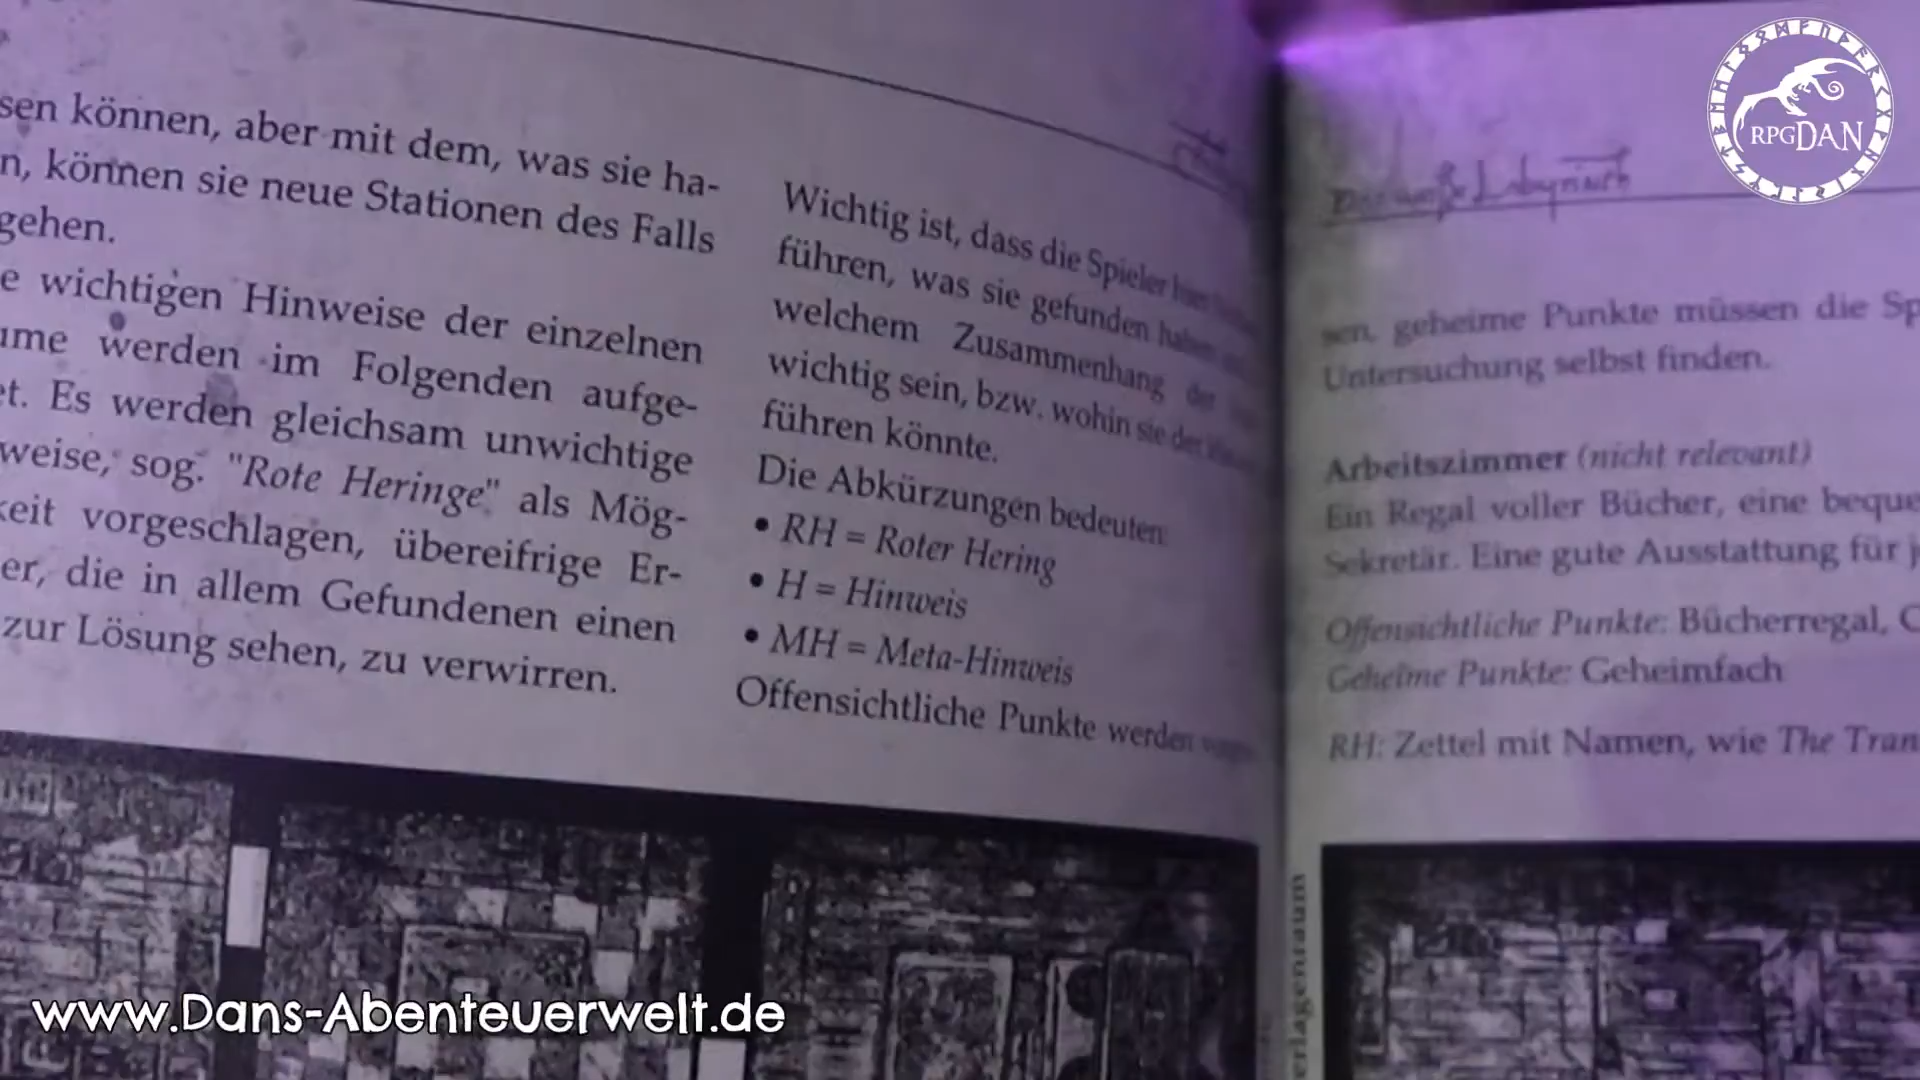 sen können, aber mit dem, was sie ha-
n, können sie neue Stationen des Falls
gehen.
e wichtigen Hinweise der einzelnen
ume werden im Folgenden aufge-
et. Es werden gleichsam unwichtige
weise, sog. "Rote Heringe" als Mög-
keit vorgeschlagen, übereifrige Er-
er, die in allem Gefundenen einen
zur Lösung sehen, zu verwirren.
Wichtig ist, dass die Spieler
führen, was sie gefunden haben
welchem Zusammenhang der
wichtig sein, bzw. wohin sie der
führen könnte.
Die Abkürzungen bedeuten:
• RH = Roter Hering
• H = Hinweis
• MH = Meta-Hinweis
Offensichtliche Punkte werden
Das weiße Labyrinth
sen, geheime Punkte müssen die Sp
Untersuchung selbst finden.
Arbeitszimmer (nicht relevant)
Ein Regal voller Bücher, eine beque
Sekretär. Eine gute Ausstattung für j
Offensichtliche Punkte: Bücherregal, C
Geheime Punkte: Geheimfach
RH: Zettel mit Namen, wie The Tran
erlagenraum
RPGDAN
www.Dans-Abenteuerwelt.de